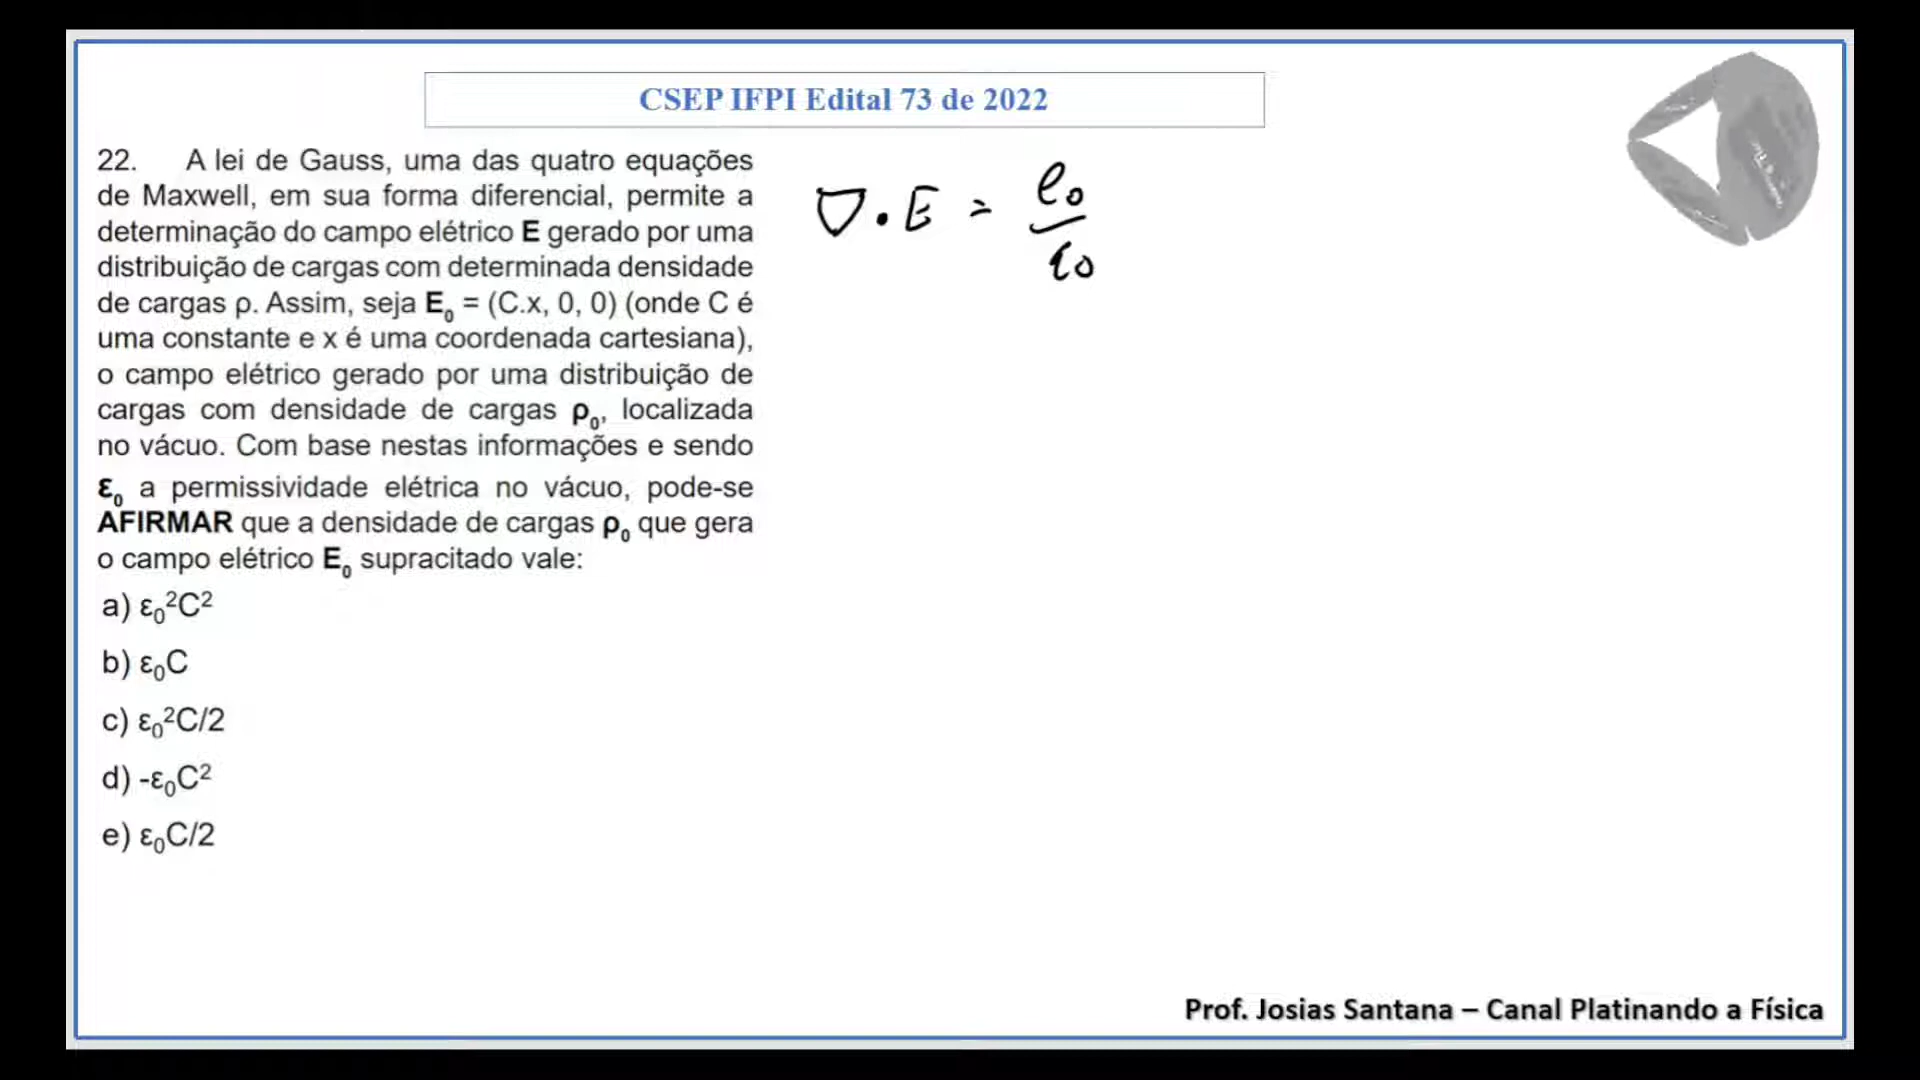 CSEP IFPI Edital 73 de 2022
22. A lei de Gauss, uma das quatro equações
de Maxwell, em sua forma diferencial, permite a
determinação do campo elétrico E gerado por uma
distribuição de cargas com determinada densidade
de cargas ρ. Assim, seja E₀ = (C.x, 0, 0) (onde C é
uma constante e x é uma coordenada cartesiana),
o campo elétrico gerado por uma distribuição de
cargas com densidade de cargas ρ₀, localizada
no vácuo. Com base nestas informações e sendo
ε₀ a permissividade elétrica no vácuo, pode-se
AFIRMAR que a densidade de cargas ρ₀ que gera
o campo elétrico E₀ supracitado vale:
a) ε₀²C²
b) ε₀C
c) ε₀²C/2
d) -ε₀C²
e) ε₀C/2
∇ · E = ρ₀/ε₀
Prof. Josias Santana – Canal Platinando a Física